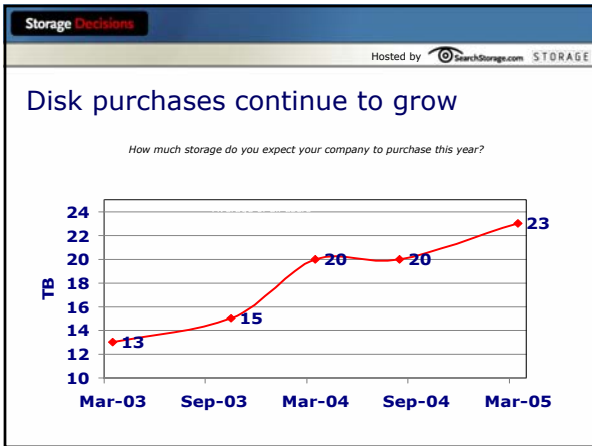 Storage Decisions
Hosted by SearchStorage.com STORAGE
Disk purchases continue to grow
How much storage do you expect your company to purchase this year?
24
22
20
18
16
14
12
10
TB
13
15
20
20
23
Mar-03 Sep-03 Mar-04 Sep-04 Mar-05